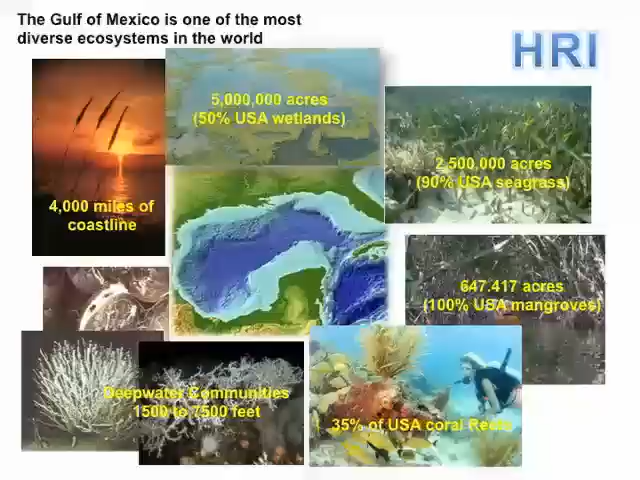 The Gulf of Mexico is one of the most
diverse ecosystems in the world
HRI
5,000,000 acres
(50% USA wetlands)
2,500,000 acres
(90% USA seagrass)
4,000 miles of
coastline
647.417 acres
(100% USA mangroves)
Deepwater Communities
1500 to 7500 feet
35% of USA coral Reefs